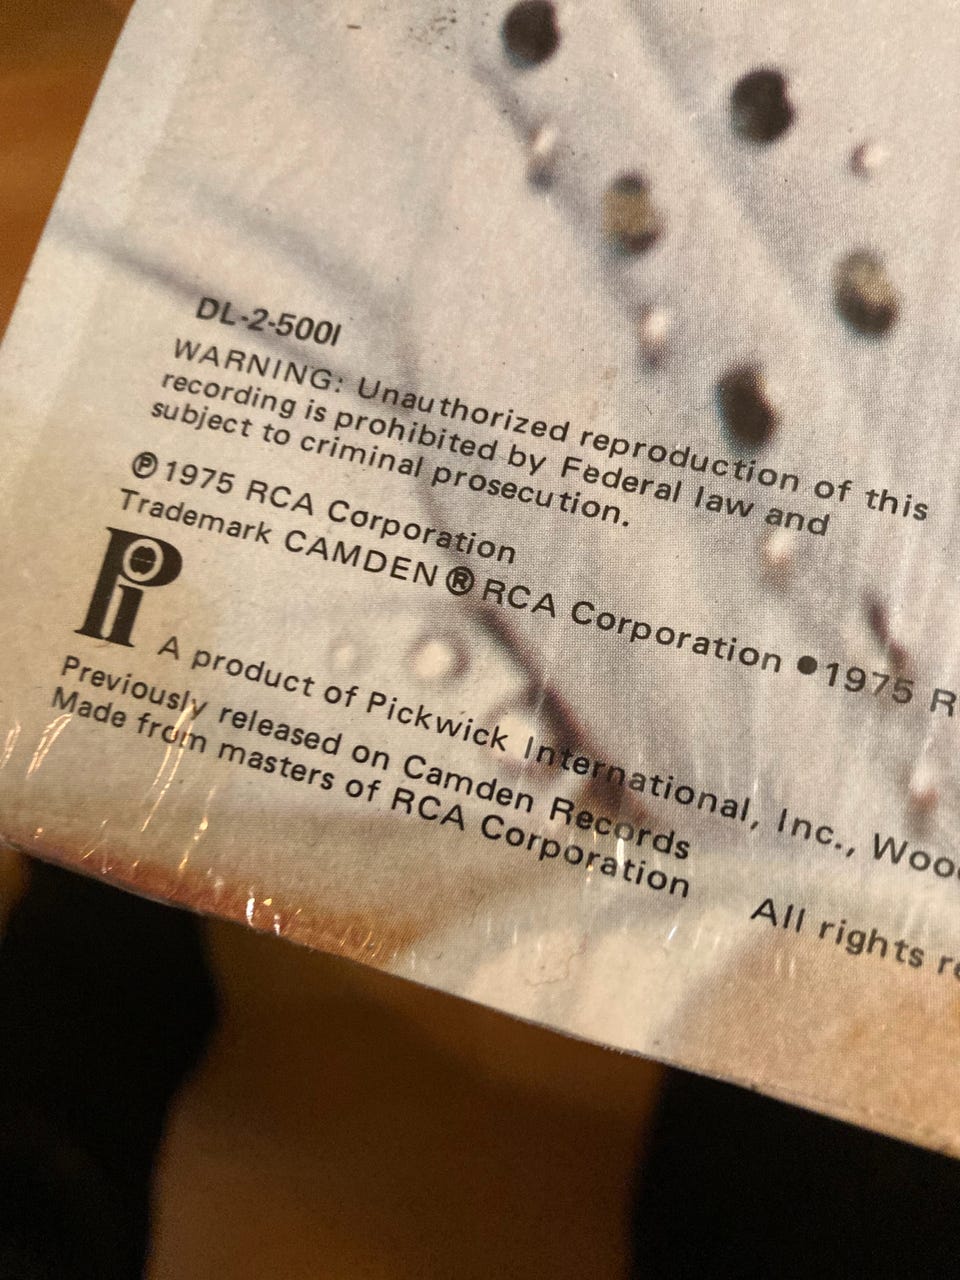 DL-2-5001
WARNING: Unauthorized reproduction of this
recording is prohibited by Federal law and
subject to criminal prosecution.
℗ 1975 RCA Corporation
Trademark CAMDEN ® RCA Corporation ● 1975 R
Pi
A product of Pickwick International, Inc., Woo
Previously released on Camden Records
Made from masters of RCA Corporation
All rights re